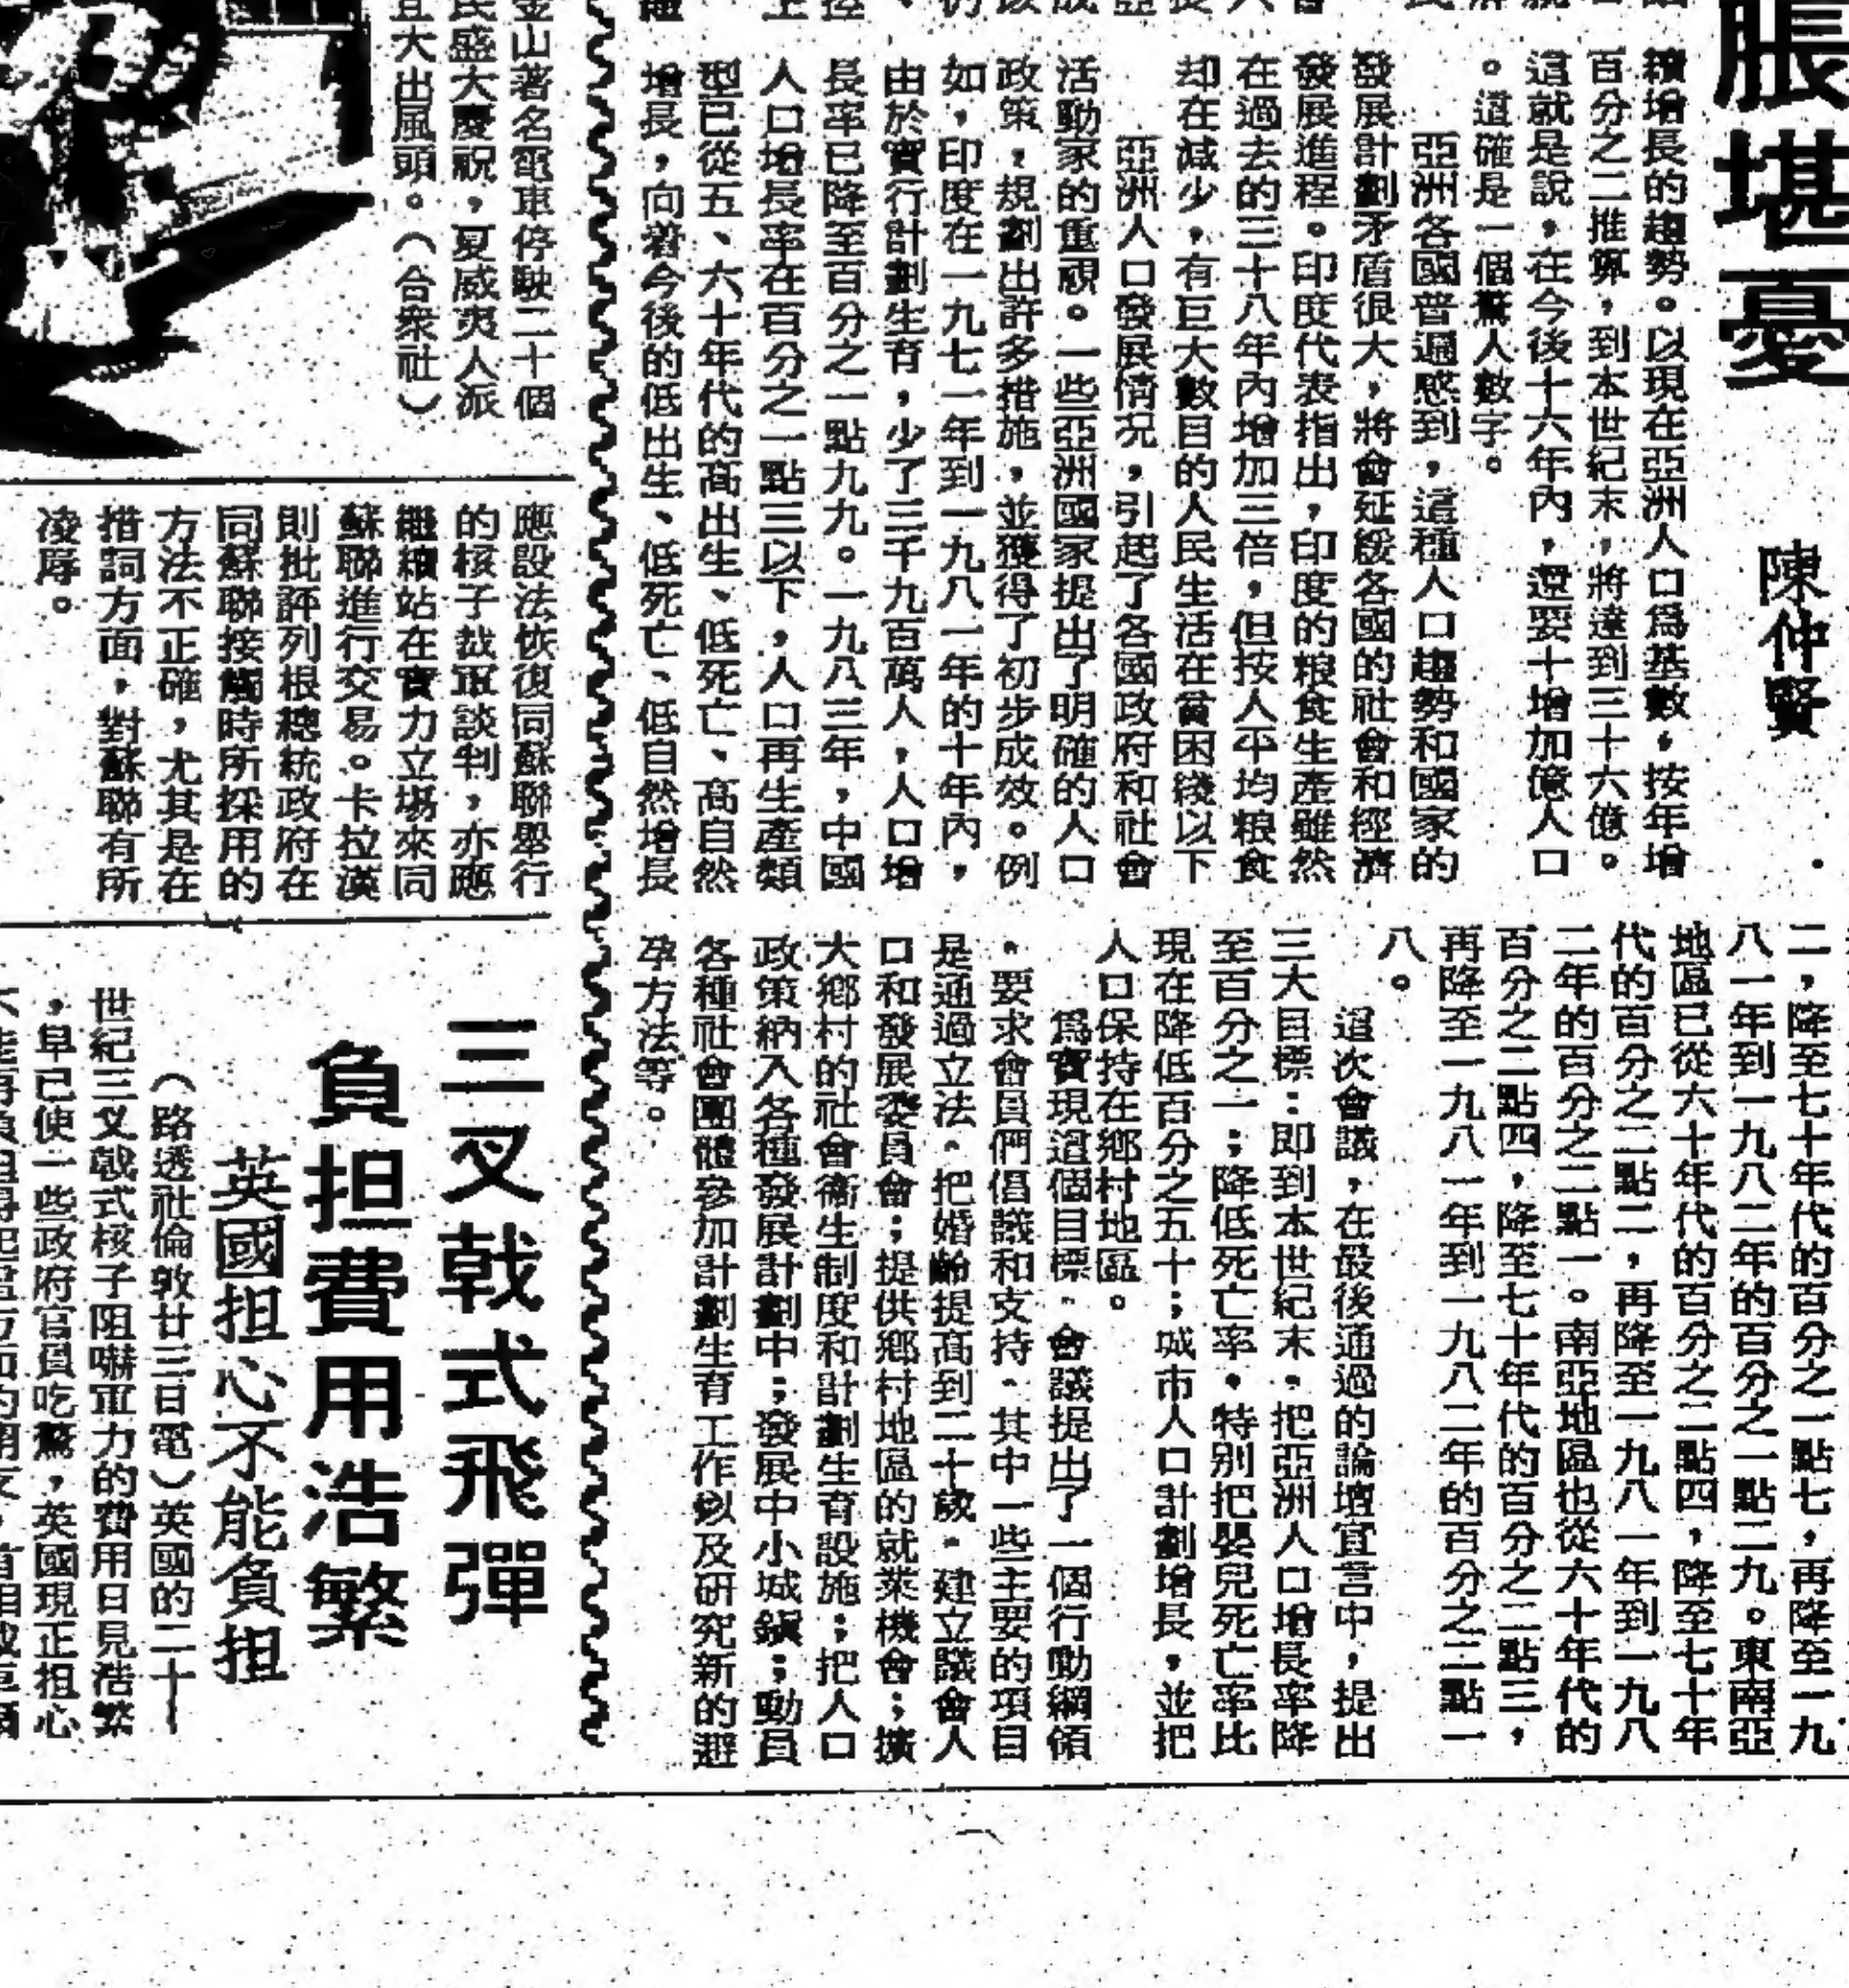 脹堪憂
陳仲賢
續增長的趨勢。以現在亞洲人口爲基數，按年增
百分之二推算，到本世紀末，將達到三十六億。
這就是說，在今後十六年內，還要十增加億人口
。這確是一個驚人數字。
亞洲各國普遍感到，這種人口趨勢和國家的
發展計劃矛盾很大，將會延緩各國的社會和經濟
發展進程。印度代表指出，印度的粮食生產雖然
在過去的三十八年內增加三倍，但按人平均粮食
却在減少，有巨大數目的人民生活在貧困綫以下
亞洲人口發展情況，引起了各國政府和社會
活動家的重視。一些亞洲國家提出了明確的人口
政策，規劃出許多措施，並獲得了初步成效。例
如，印度在一九七一年到一九八一年的十年內，
由於實行計劃生育，少了三千九百萬人，人口增
長率已降至百分之一點九九。一九八三年，中國
人口增長率在百分之一點三以下，人口再生產類
型已從五、六十年代的高出生、低死亡、高自然
增長，向着今後的低出生、低死亡、低自然增長
二，降至七十年代的百分之一點七，再降至一九
八一年到一九八二年的百分之一點二九。東南亞
地區已從六十年代的百分之二點四，降至七十年
代的百分之二點二，再降至一九八一年到一九八
二年的百分之二點一。南亞地區也從六十年代的
百分之二點四，降至七十年代的百分之二點三，
再降至一九八一年到一九八二年的百分之二點一
八。
這次會議，在最後通過的論壇宣言中，提出
三大目標：即到本世紀末，把亞洲人口增長率降
至百分之一；降低死亡率，特別把嬰兒死亡率比
現在降低百分之五十；城市人口計劃增長，並把
人口保持在鄉村地區。
爲實現這個目標，會議提出了一個行動綱領
，要求會員們倡議和支持，其中一些主要的項目
是通過立法，把婚齡提高到二十歲，建立議會人
口和發展委員會；提供鄉村地區的就業機會；擴
大鄉村的社會衞生制度和計劃生育設施；把人口
政策納入各種發展計劃中；發展中小城鎭；動員
各種社會團體參加計劃生育工作以及研究新的避
孕方法等。
金山著名電車停駛二十個
民盛大慶祝，夏威夷人派
且大出風頭。（合衆社）
應設法恢復同蘇聯舉行
的核子裁軍談判，亦應
繼續站在實力立場來同
蘇聯進行交易。卡拉漢
則批評列根總統政府在
同蘇聯接觸時所採用的
方法不正確，尤其是在
措詞方面，對蘇聯有所
凌辱。
三叉戟式飛彈
負担費用浩繁
英國担心不能負担
（路透社倫敦廿三日電）英國的二十
世紀三叉戟式核子阻嚇軍力的費用日見浩繁
，早已使一些政府官員吃驚，英國現正担心